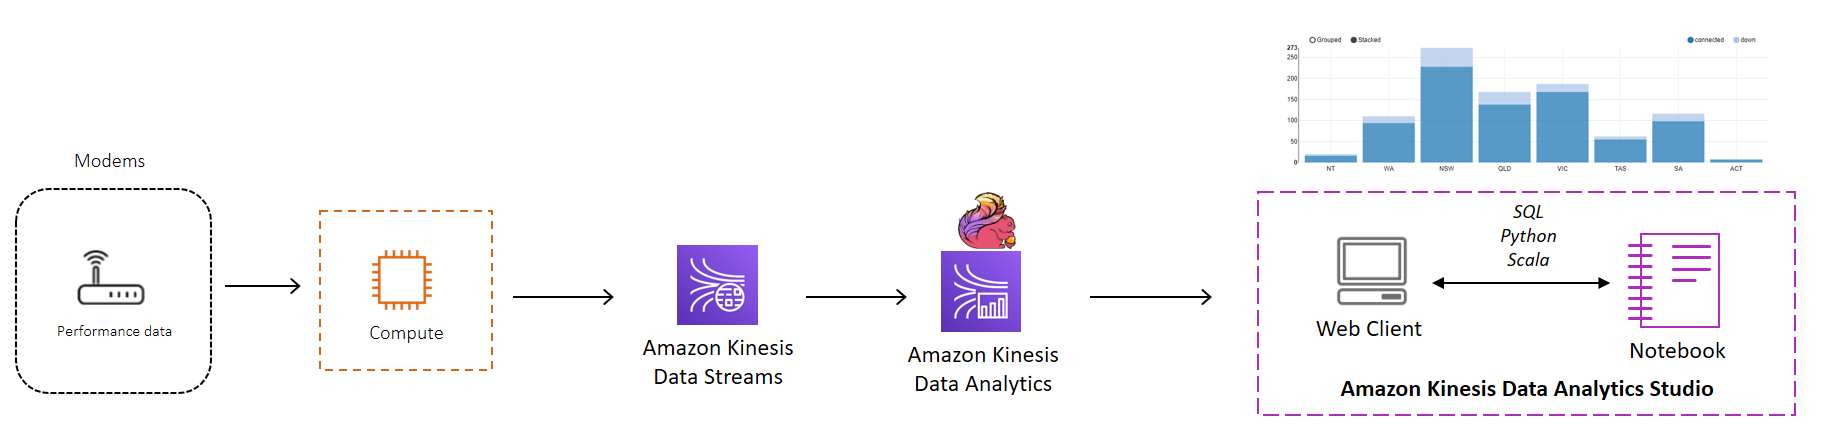 Grouped Stacked connected down
273
250
200
150
100
50
0
NT WA NSW QLD VIC TAS SA ACT
Modems
Performance data
Compute
Amazon Kinesis
Data Streams
Amazon Kinesis
Data Analytics
SQL
Python
Scala
Web Client
Notebook
Amazon Kinesis Data Analytics Studio